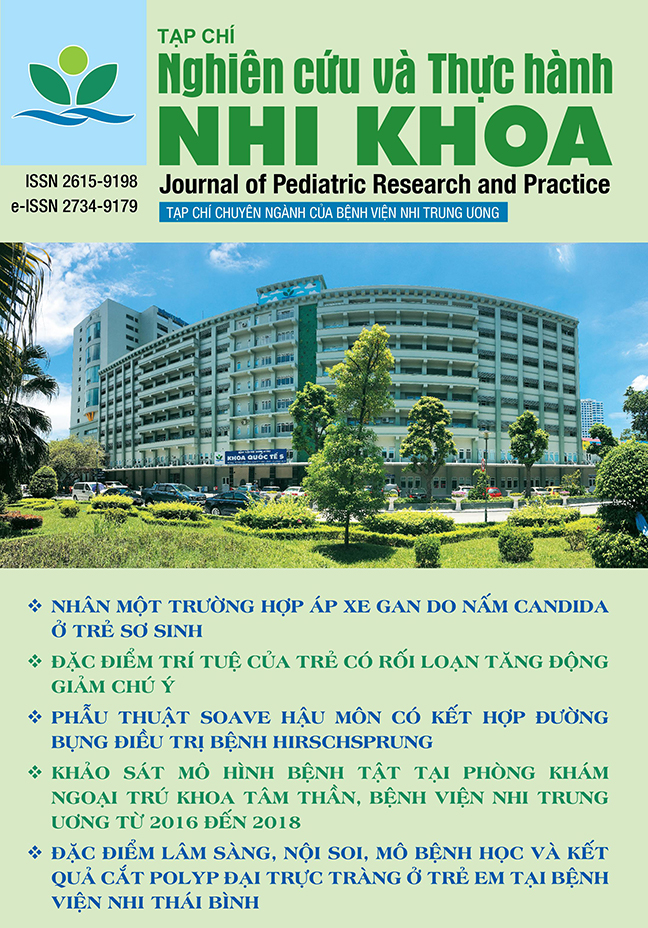 TẠP CHÍ
Nghiên cứu và Thực hành
NHI KHOA
ISSN 2615-9198
e-ISSN 2734-9179
Journal of Pediatric Research and Practice
TẠP CHÍ CHUYÊN NGÀNH CỦA BỆNH VIỆN NHI TRUNG ƯƠNG
KHOA QUỐC TẾ S
❖ NHÂN MỘT TRƯỜNG HỢP ÁP XE GAN DO NẤM CANDIDA
Ở TRẺ SƠ SINH
❖ ĐẶC ĐIỂM TRÍ TUỆ CỦA TRẺ CÓ RỐI LOẠN TĂNG ĐỘNG
GIẢM CHÚ Ý
❖ PHẪU THUẬT SOAVE HẬU MÔN CÓ KẾT HỢP ĐƯỜNG
BỤNG ĐIỀU TRỊ BỆNH HIRSCHSPRUNG
❖ KHẢO SÁT MÔ HÌNH BỆNH TẬT TẠI PHÒNG KHÁM
NGOẠI TRÚ KHOA TÂM THẦN, BỆNH VIỆN NHI TRUNG
ƯƠNG TỪ 2016 ĐẾN 2018
❖ ĐẶC ĐIỂM LÂM SÀNG, NỘI SOI, MÔ BỆNH HỌC VÀ KẾT
QUẢ CẮT POLYP ĐẠI TRỰC TRÀNG Ở TRẺ EM TẠI BỆNH
VIỆN NHI THÁI BÌNH